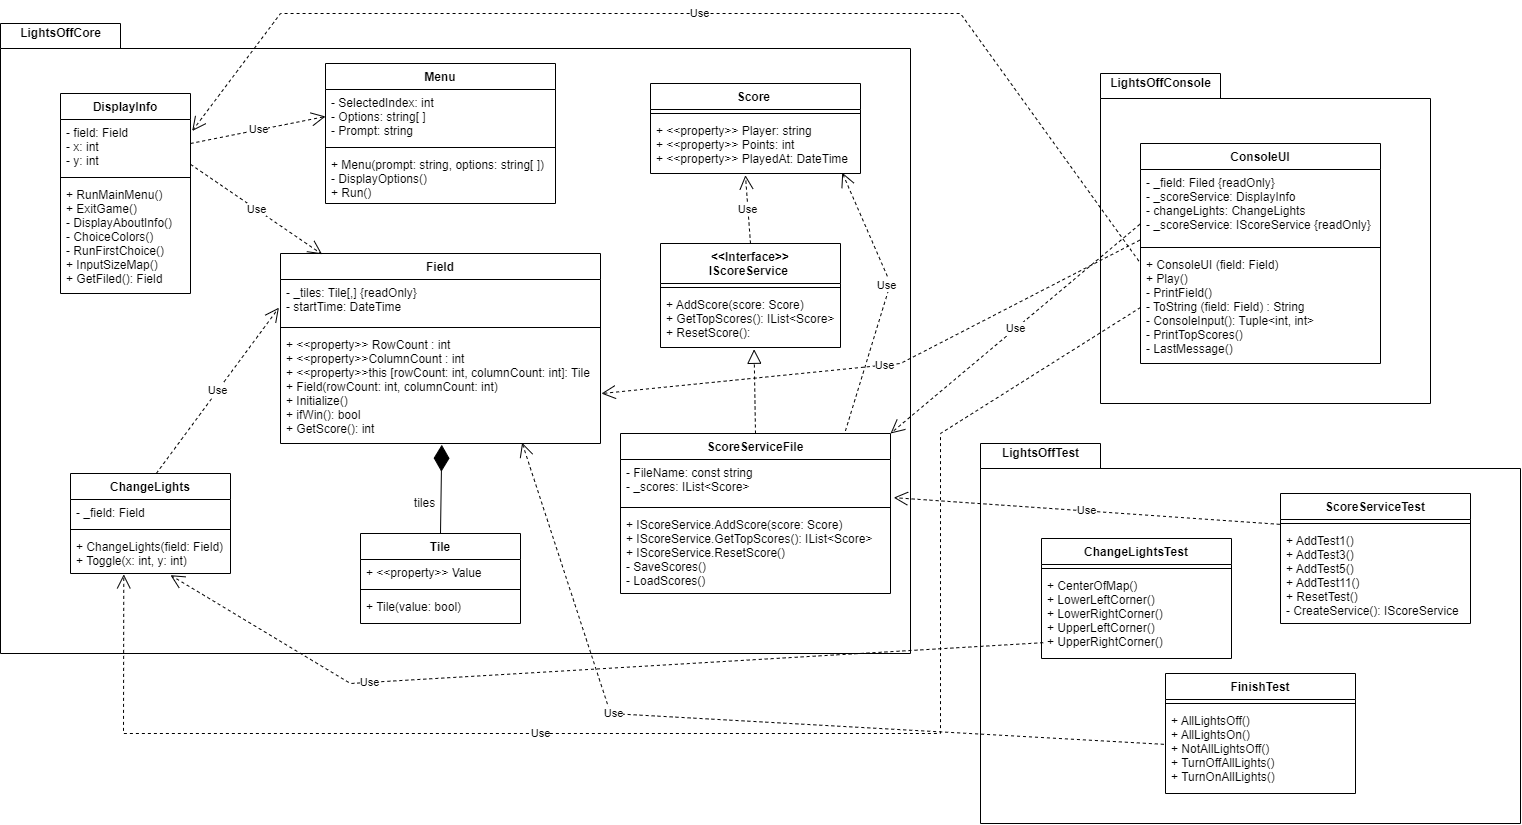 Use
LightsOffCore
DisplayInfo
- field: Field
- x: int
- y: int
+ RunMainMenu()
+ ExitGame()
- DisplayAboutInfo()
- ChoiceColors()
- RunFirstChoice()
+ InputSizeMap()
+ GetFiled(): Field
Use
Use
Menu
- SelectedIndex: int
- Options: string[ ]
- Prompt: string
+ Menu(prompt: string, options: string[ ])
- DisplayOptions()
+ Run()
Score
+ <<property>> Player: string
+ <<property>> Points: int
+ <<property>> PlayedAt: DateTime
Use
Use
<<Interface>>
IScoreService
+ AddScore(score: Score)
+ GetTopScores(): IList<Score>
+ ResetScore():
Field
- _tiles: Tile[,] {readOnly}
- startTime: DateTime
+ <<property>> RowCount : int
+ <<property>>ColumnCount : int
+ <<property>>this [rowCount: int, columnCount: int]: Tile
+ Field(rowCount: int, columnCount: int)
+ Initialize()
+ ifWin(): bool
+ GetScore(): int
Use
Use
Use
ScoreServiceFile
- FileName: const string
- _scores: IList<Score>
+ IScoreService.AddScore(score: Score)
+ IScoreService.GetTopScores(): IList<Score>
+ IScoreService.ResetScore()
- SaveScores()
- LoadScores()
ChangeLights
- _field: Field
+ ChangeLights(field: Field)
+ Toggle(x: int, y: int)
tiles
Tile
+ <<property>> Value
+ Tile(value: bool)
LightsOffConsole
ConsoleUI
- _field: Filed {readOnly}
- _scoreService: DisplayInfo
- changeLights: ChangeLights
- _scoreService: IScoreService {readOnly}
+ ConsoleUI (field: Field)
+ Play()
- PrintField()
- ToString (field: Field) : String
- ConsoleInput(): Tuple<int, int>
- PrintTopScores()
- LastMessage()
LightsOffTest
Use
ScoreServiceTest
+ AddTest1()
+ AddTest3()
+ AddTest5()
+ AddTest11()
+ ResetTest()
- CreateService(): IScoreService
ChangeLightsTest
+ CenterOfMap()
+ LowerLeftCorner()
+ LowerRightCorner()
+ UpperLeftCorner()
+ UpperRightCorner()
FinishTest
+ AllLightsOff()
+ AllLightsOn()
+ NotAllLightsOff()
+ TurnOffAllLights()
+ TurnOnAllLights()
Use
Use
Use